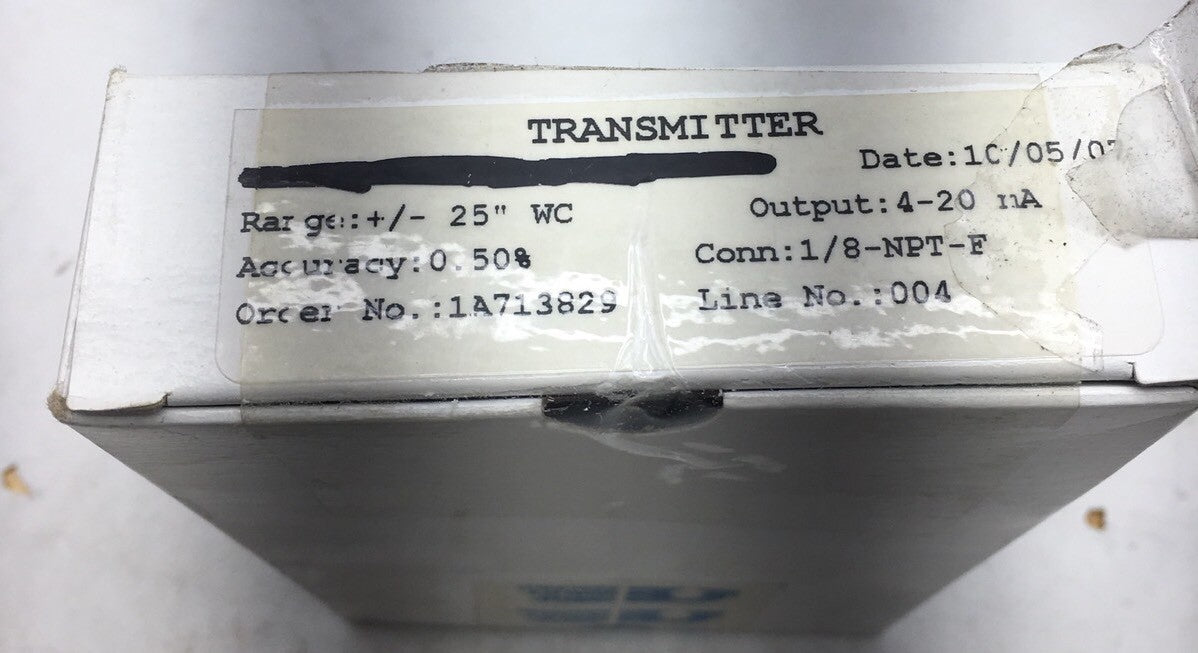 TRANSMITTER
Date:10/05/0
Range:+/- 25" WC
Output:4-20 mA
Accuracy:0.50%
Conn:1/8-NPT-F
Order No.:1A713829
Line No.:004